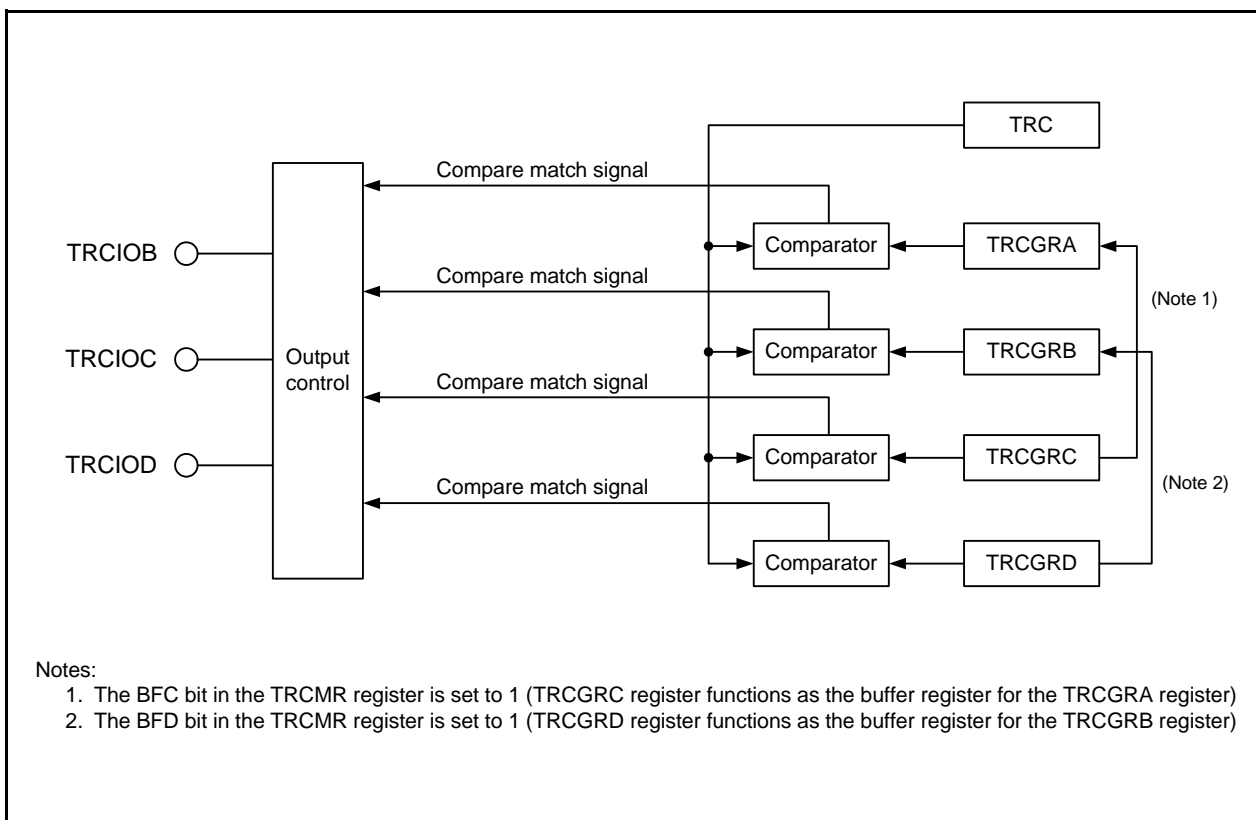 TRC
Compare match signal
Comparator
TRCGRA
TRCIOB
Compare match signal
(Note 1)
Comparator
TRCGRB
TRCIOC
Output
control
Compare match signal
Comparator
TRCGRC
TRCIOD
Compare match signal
(Note 2)
Comparator
TRCGRD
Notes:
1. The BFC bit in the TRCMR register is set to 1 (TRCGRC register functions as the buffer register for the TRCGRA register)
2. The BFD bit in the TRCMR register is set to 1 (TRCGRD register functions as the buffer register for the TRCGRB register)